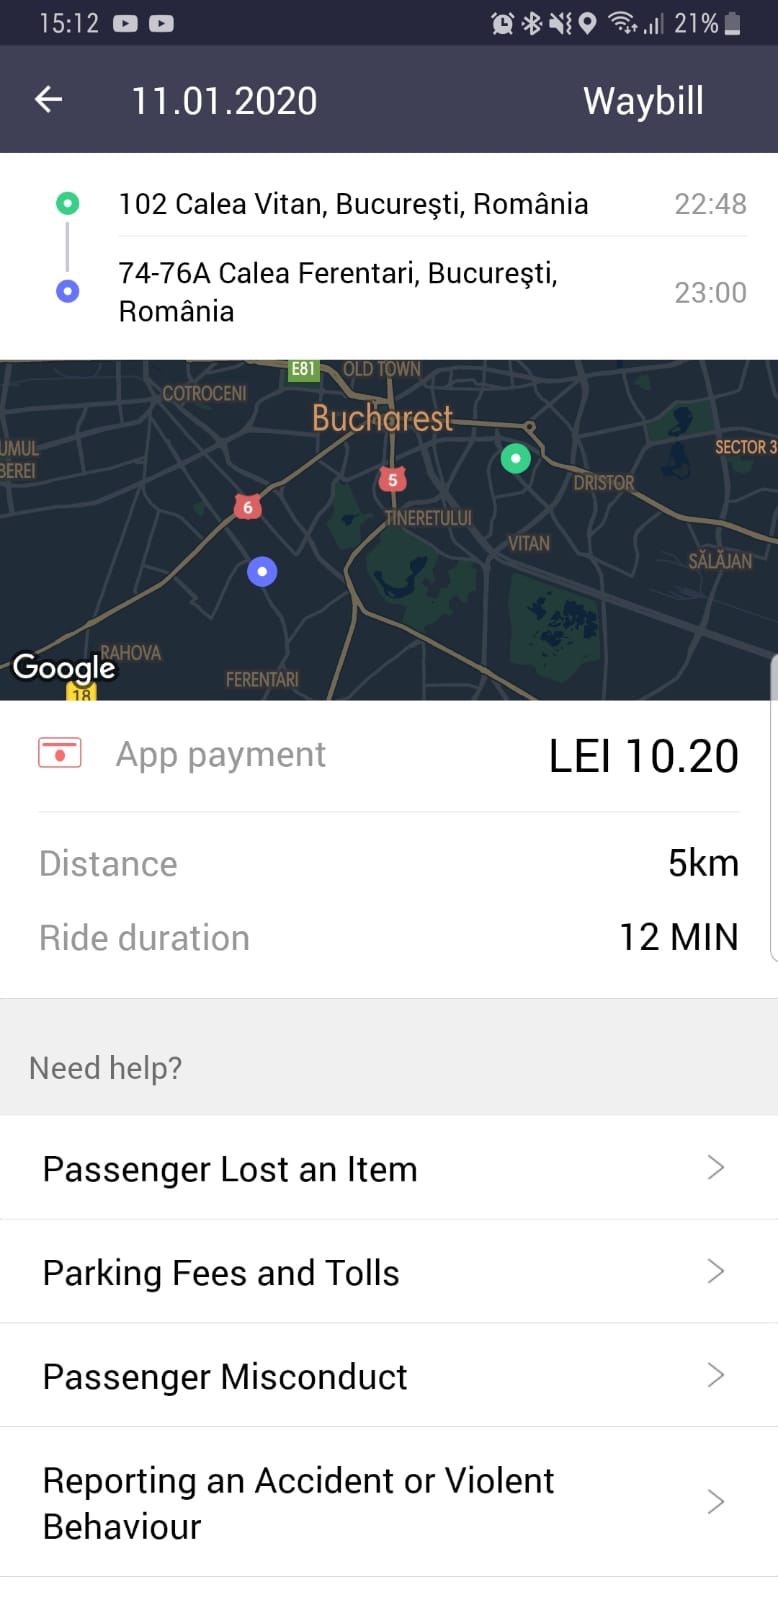 15:12 21%
11.01.2020 Waybill
102 Calea Vitan, Bucureşti, România 22:48
74-76A Calea Ferentari, Bucureşti,
România 23:00
E81 OLD TOWN
COTROCENI
Bucharest
UMUL
BEREI
SECTOR 3
5
DRISTOR
6
TINERETULUI
VITAN
SĂLĂJAN
RAHOVA
Google
FERENTARI
18
App payment LEI 10.20
Distance 5km
Ride duration 12 MIN
Need help?
Passenger Lost an Item
Parking Fees and Tolls
Passenger Misconduct
Reporting an Accident or Violent
Behaviour